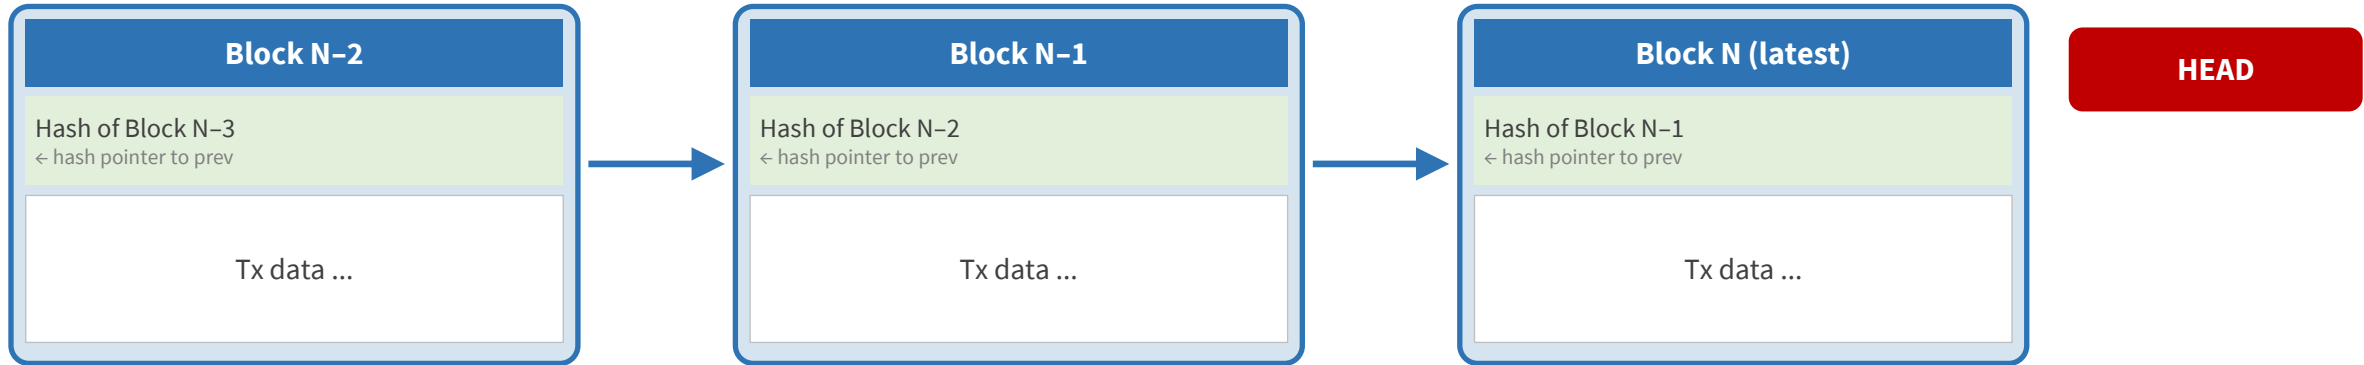 Block N–2
Hash of Block N–3
← hash pointer to prev
Tx data ...
Block N–1
Hash of Block N–2
← hash pointer to prev
Tx data ...
Block N (latest)
Hash of Block N–1
← hash pointer to prev
Tx data ...
HEAD